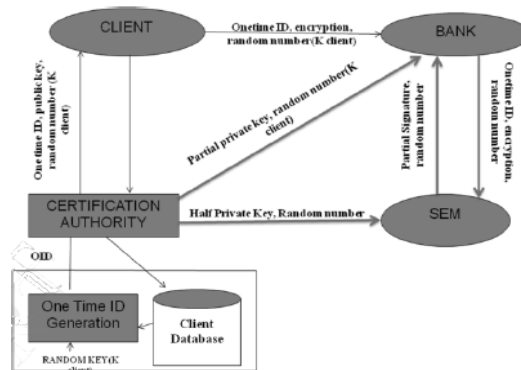 CLIENT
Onetime ID, encryption,
random number(K client)
BANK
Onetime ID, public key,
random number (K
client)
Partial private key, random number(K
client)
Partial Signature,
random number
Onetime ID, encryption,
random number
CERTIFICATION
AUTHORITY
Half Private Key, Random number
SEM
OID
One Time ID
Generation
Client
Database
RANDOM KEY(K
client)